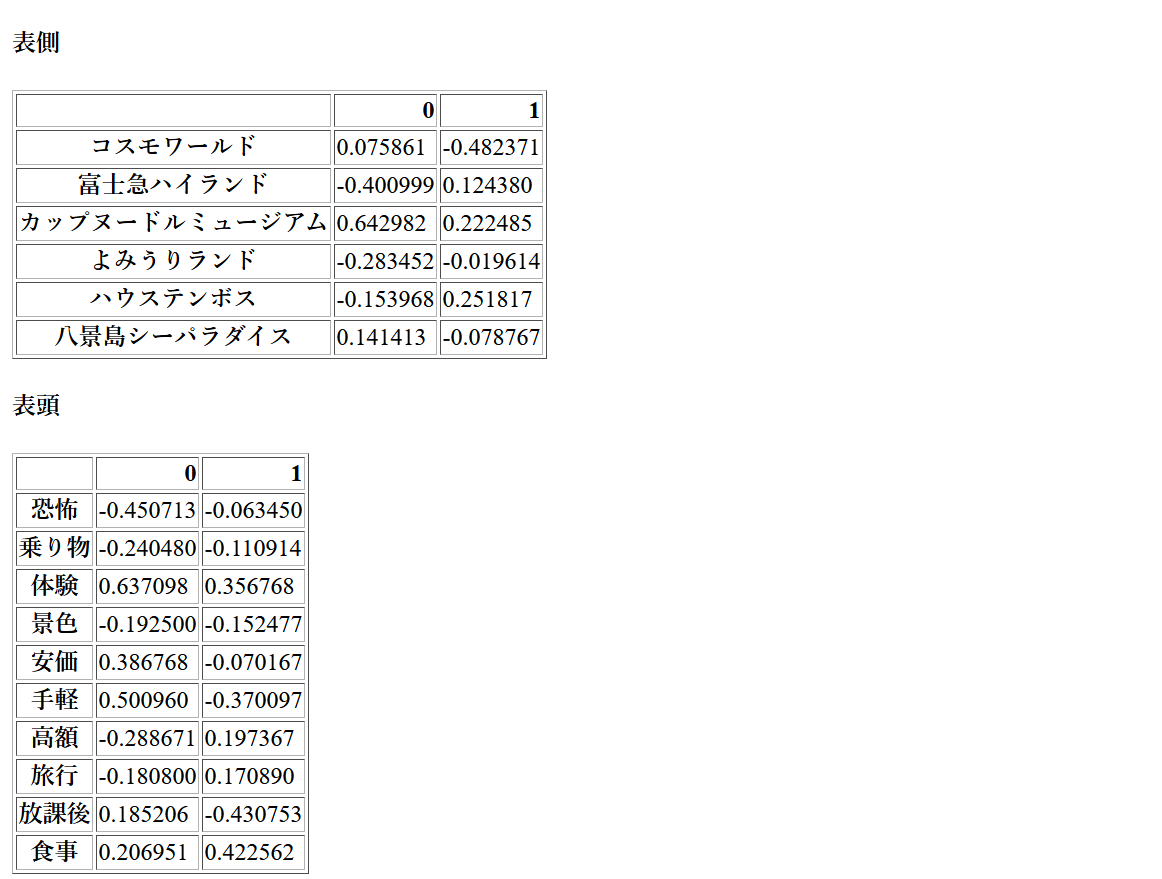 表側
0 1
コスモワールド 0.075861 -0.482371
富士急ハイランド -0.400999 0.124380
カップヌードルミュージアム 0.642982 0.222485
よみうりランド -0.283452 -0.019614
ハウステンボス -0.153968 0.251817
八景島シーパラダイス 0.141413 -0.078767
表頭
0 1
恐怖 -0.450713 -0.063450
乗り物 -0.240480 -0.110914
体験 0.637098 0.356768
景色 -0.192500 -0.152477
安価 0.386768 -0.070167
手軽 0.500960 -0.370097
高額 -0.288671 0.197367
旅行 -0.180800 0.170890
放課後 0.185206 -0.430753
食事 0.206951 0.422562